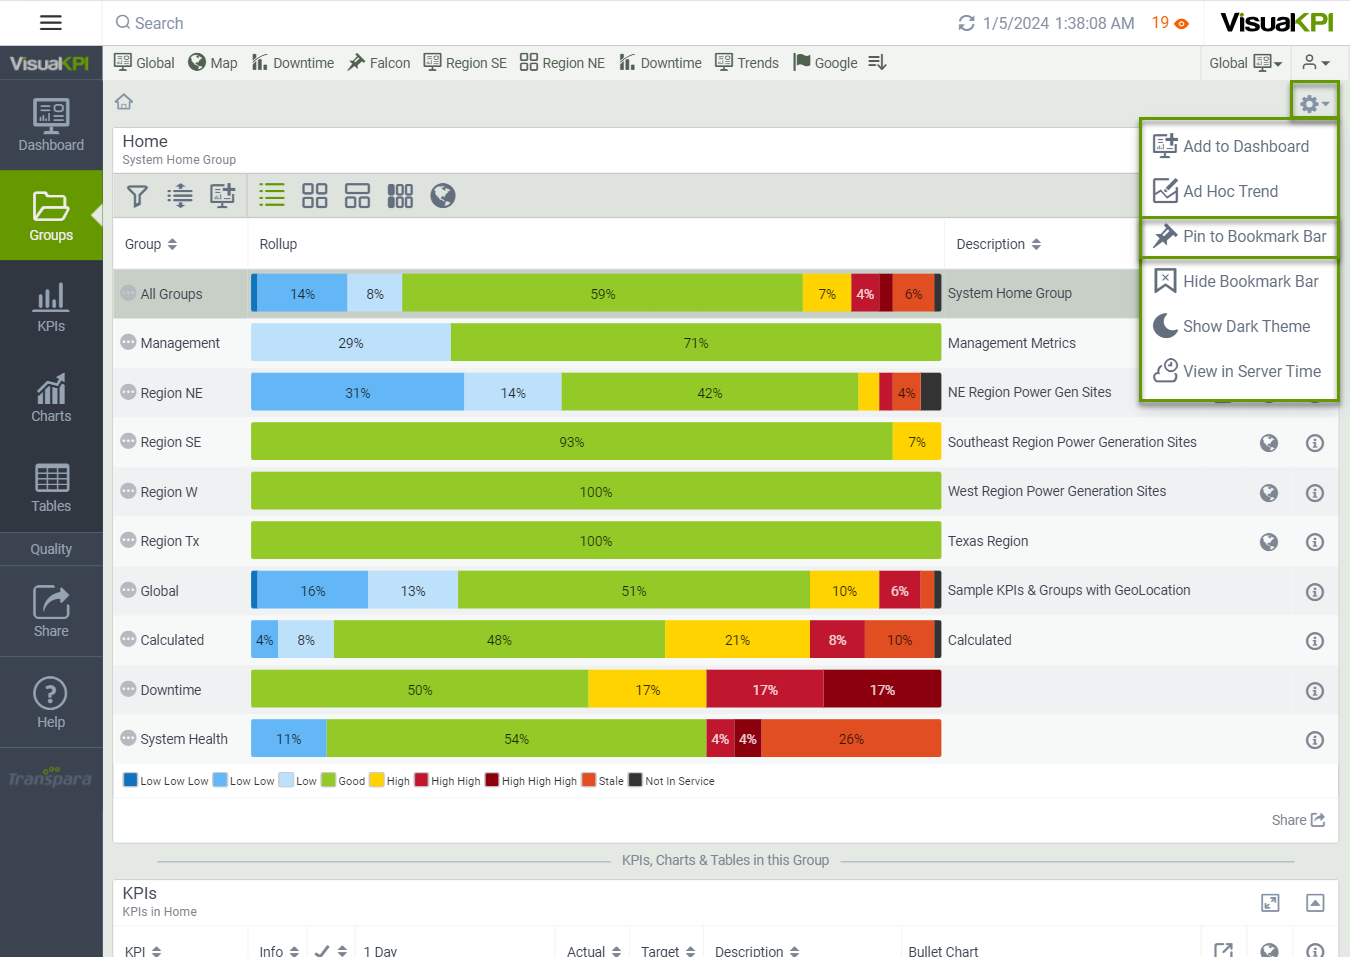 Search
1/5/2024 1:38:08 AM
19
VisualKPI
VisualKPI
Global
Map
Downtime
Falcon
Region SE
Region NE
Downtime
Trends
Google
Global
Dashboard
Groups
KPIs
Charts
Tables
Quality
Share
Help
Transpara
Add to Dashboard
Ad Hoc Trend
Pin to Bookmark Bar
Hide Bookmark Bar
Show Dark Theme
View in Server Time
Home
System Home Group
Group Rollup Description
All Groups 14% 8% 59% 7% 4% 6% System Home Group
Management 29% 71% Management Metrics
Region NE 31% 14% 42% 4% NE Region Power Gen Sites
Region SE 93% 7% Southeast Region Power Generation Sites
Region W 100% West Region Power Generation Sites
Region Tx 100% Texas Region
Global 16% 13% 51% 10% 6% Sample KPIs & Groups with GeoLocation
Calculated 4% 8% 48% 21% 8% 10% Calculated
Downtime 50% 17% 17% 17%
System Health 11% 54% 4% 4% 26%
Low Low Low Low Low Low Good High High High High High High Stale Not In Service
Share
KPIs, Charts & Tables in this Group
KPIs
KPIs in Home
KPI Info 1 Day Actual Target Description Bullet Chart